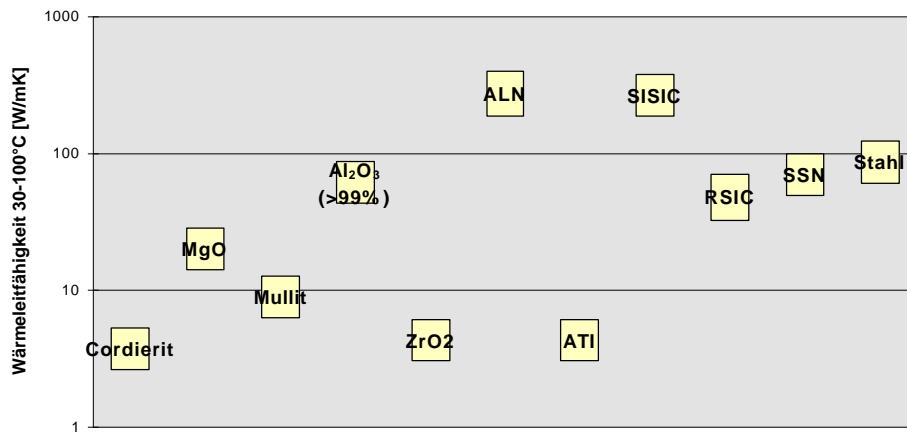 Wärmeleitfähigkeit 30-100°C [W/mK]
1000
100
10
1
Cordierit
MgO
Mullit
Al₂O₃
(>99%)
ZrO2
ALN
ATI
SISIC
RSIC
SSN
Stahl